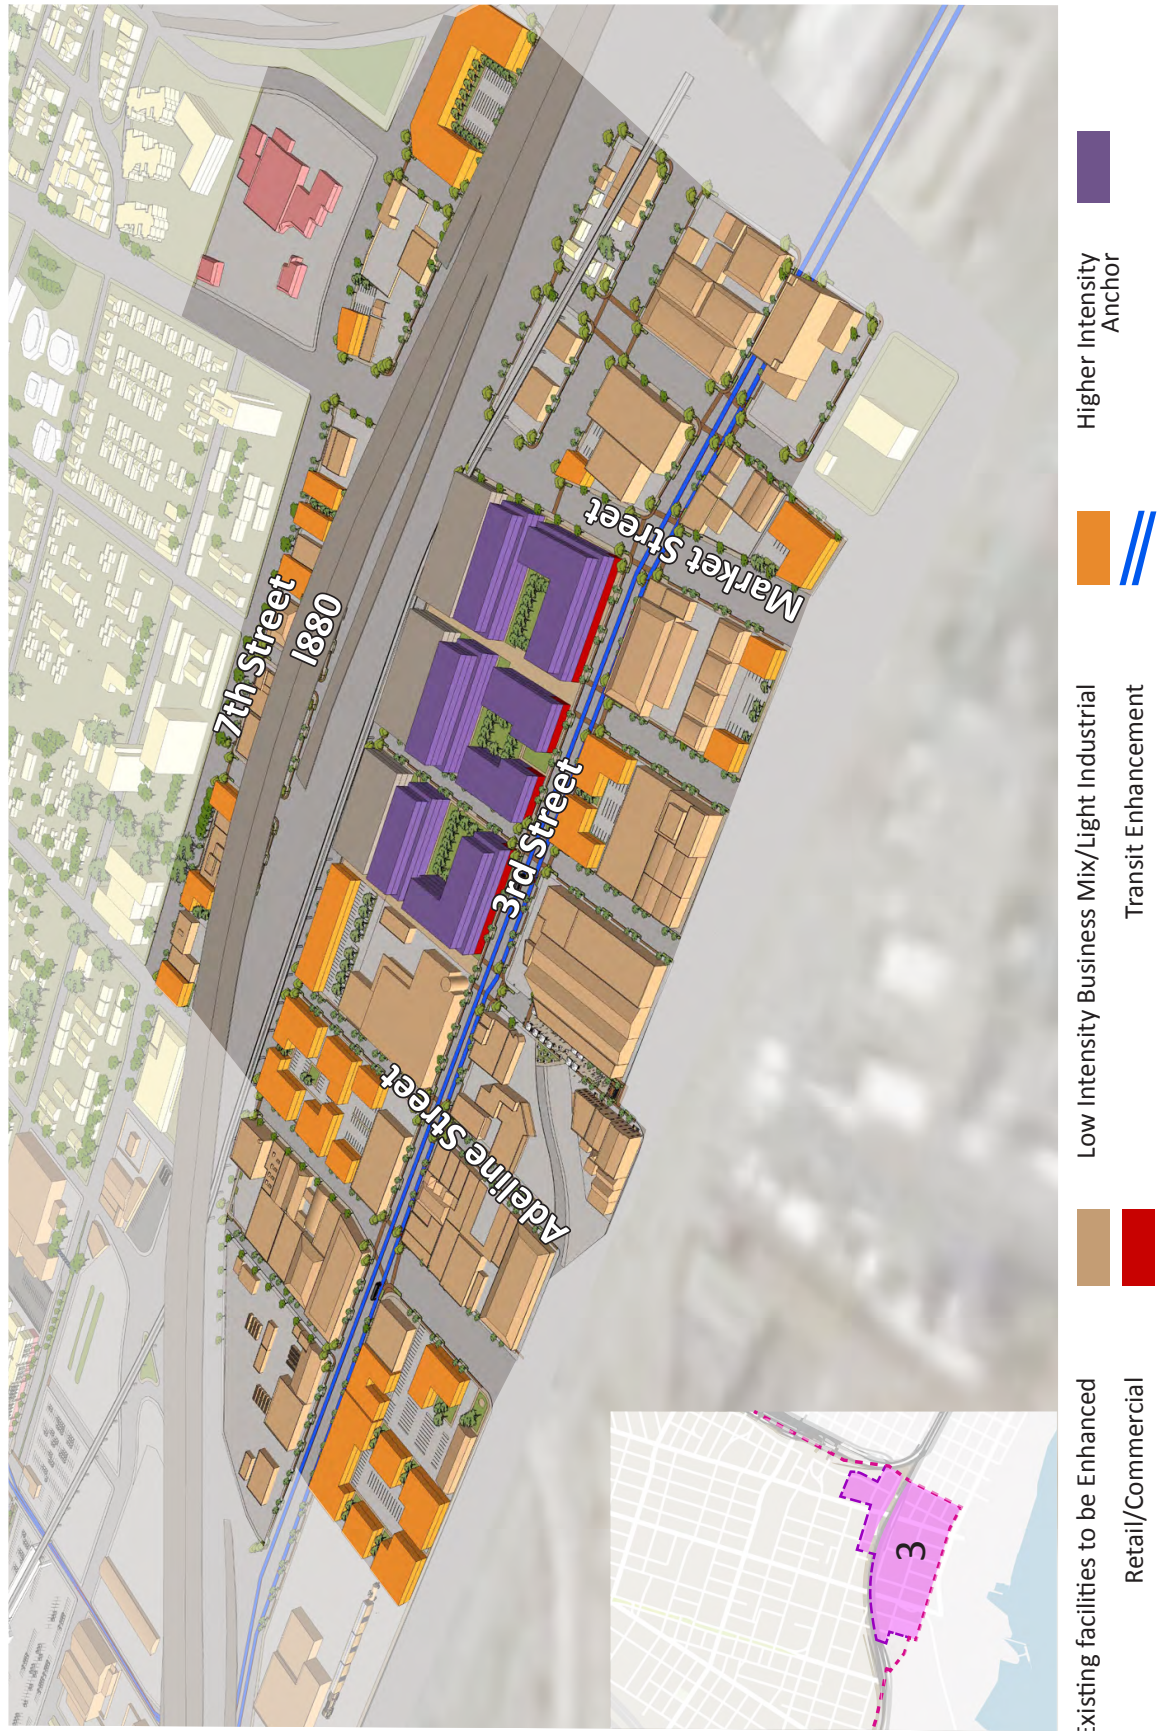 7th Street
I880
3rd Street
Market Street
Adeline Street
3
Existing facilities to be Enhanced
Retail/Commercial
Low Intensity Business Mix/Light Industrial
Transit Enhancement
Higher Intensity
Anchor